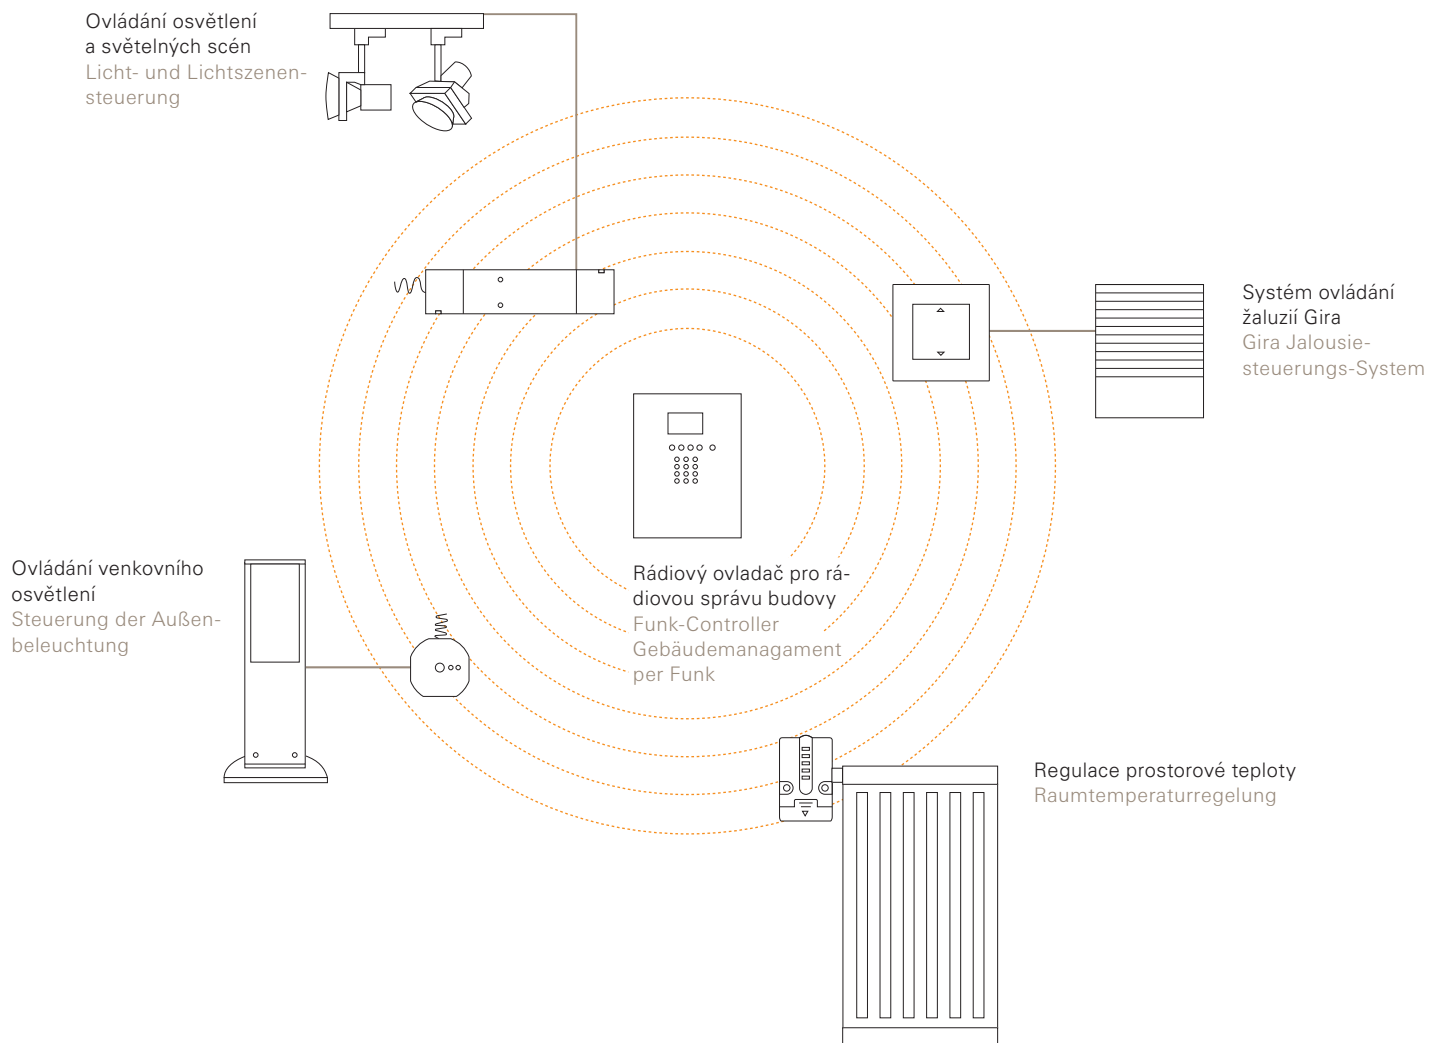 Ovládání osvětlení
a světelných scén
Licht- und Lichtszenen-
steuerung
Systém ovládání
žaluzií Gira
Gira Jalousie-
steuerungs-System
Ovládání venkovního
osvětlení
Steuerung der Außen-
beleuchtung
Rádiový ovladač pro rá-
diovou správu budovy
Funk-Controller
Gebäudemanagament
per Funk
Regulace prostorové teploty
Raumtemperaturregelung